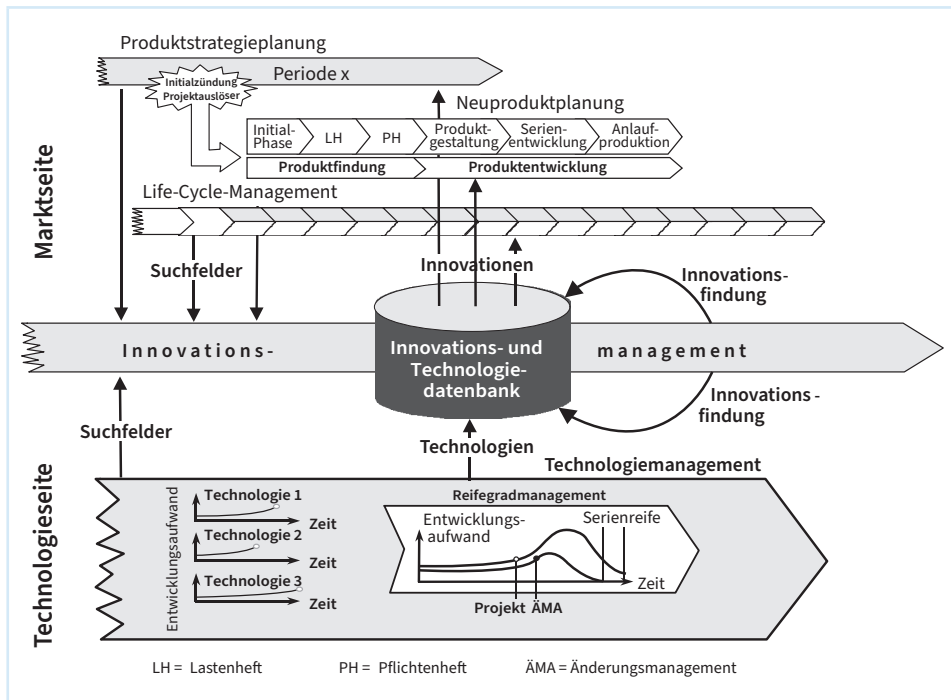 Produktstrategieplanung
Periode x
Initialzündung
Projektauslöser
Neuproduktplanung
Initial-
Phase
LH
PH
Produkt-
gestaltung
Serien-
entwicklung
Anlauf-
produktion
Produktfindung
Produktentwicklung
Life-Cycle-Management
Marktseite
Suchfelder
Innovationen
Innovations-
findung
Innovations-
Innovations- und
Technologie-
datenbank
management
Innovations -
findung
Suchfelder
Technologien
Technologieseite
Technologiemanagement
Entwicklungsaufwand
Technologie 1
Zeit
Technologie 2
Zeit
Technologie 3
Zeit
Reifegradmanagement
Entwicklungs-
aufwand
Serienreife
Zeit
Projekt ÄMA
LH = Lastenheft
PH = Pflichtenheft
ÄMA = Änderungsmanagement